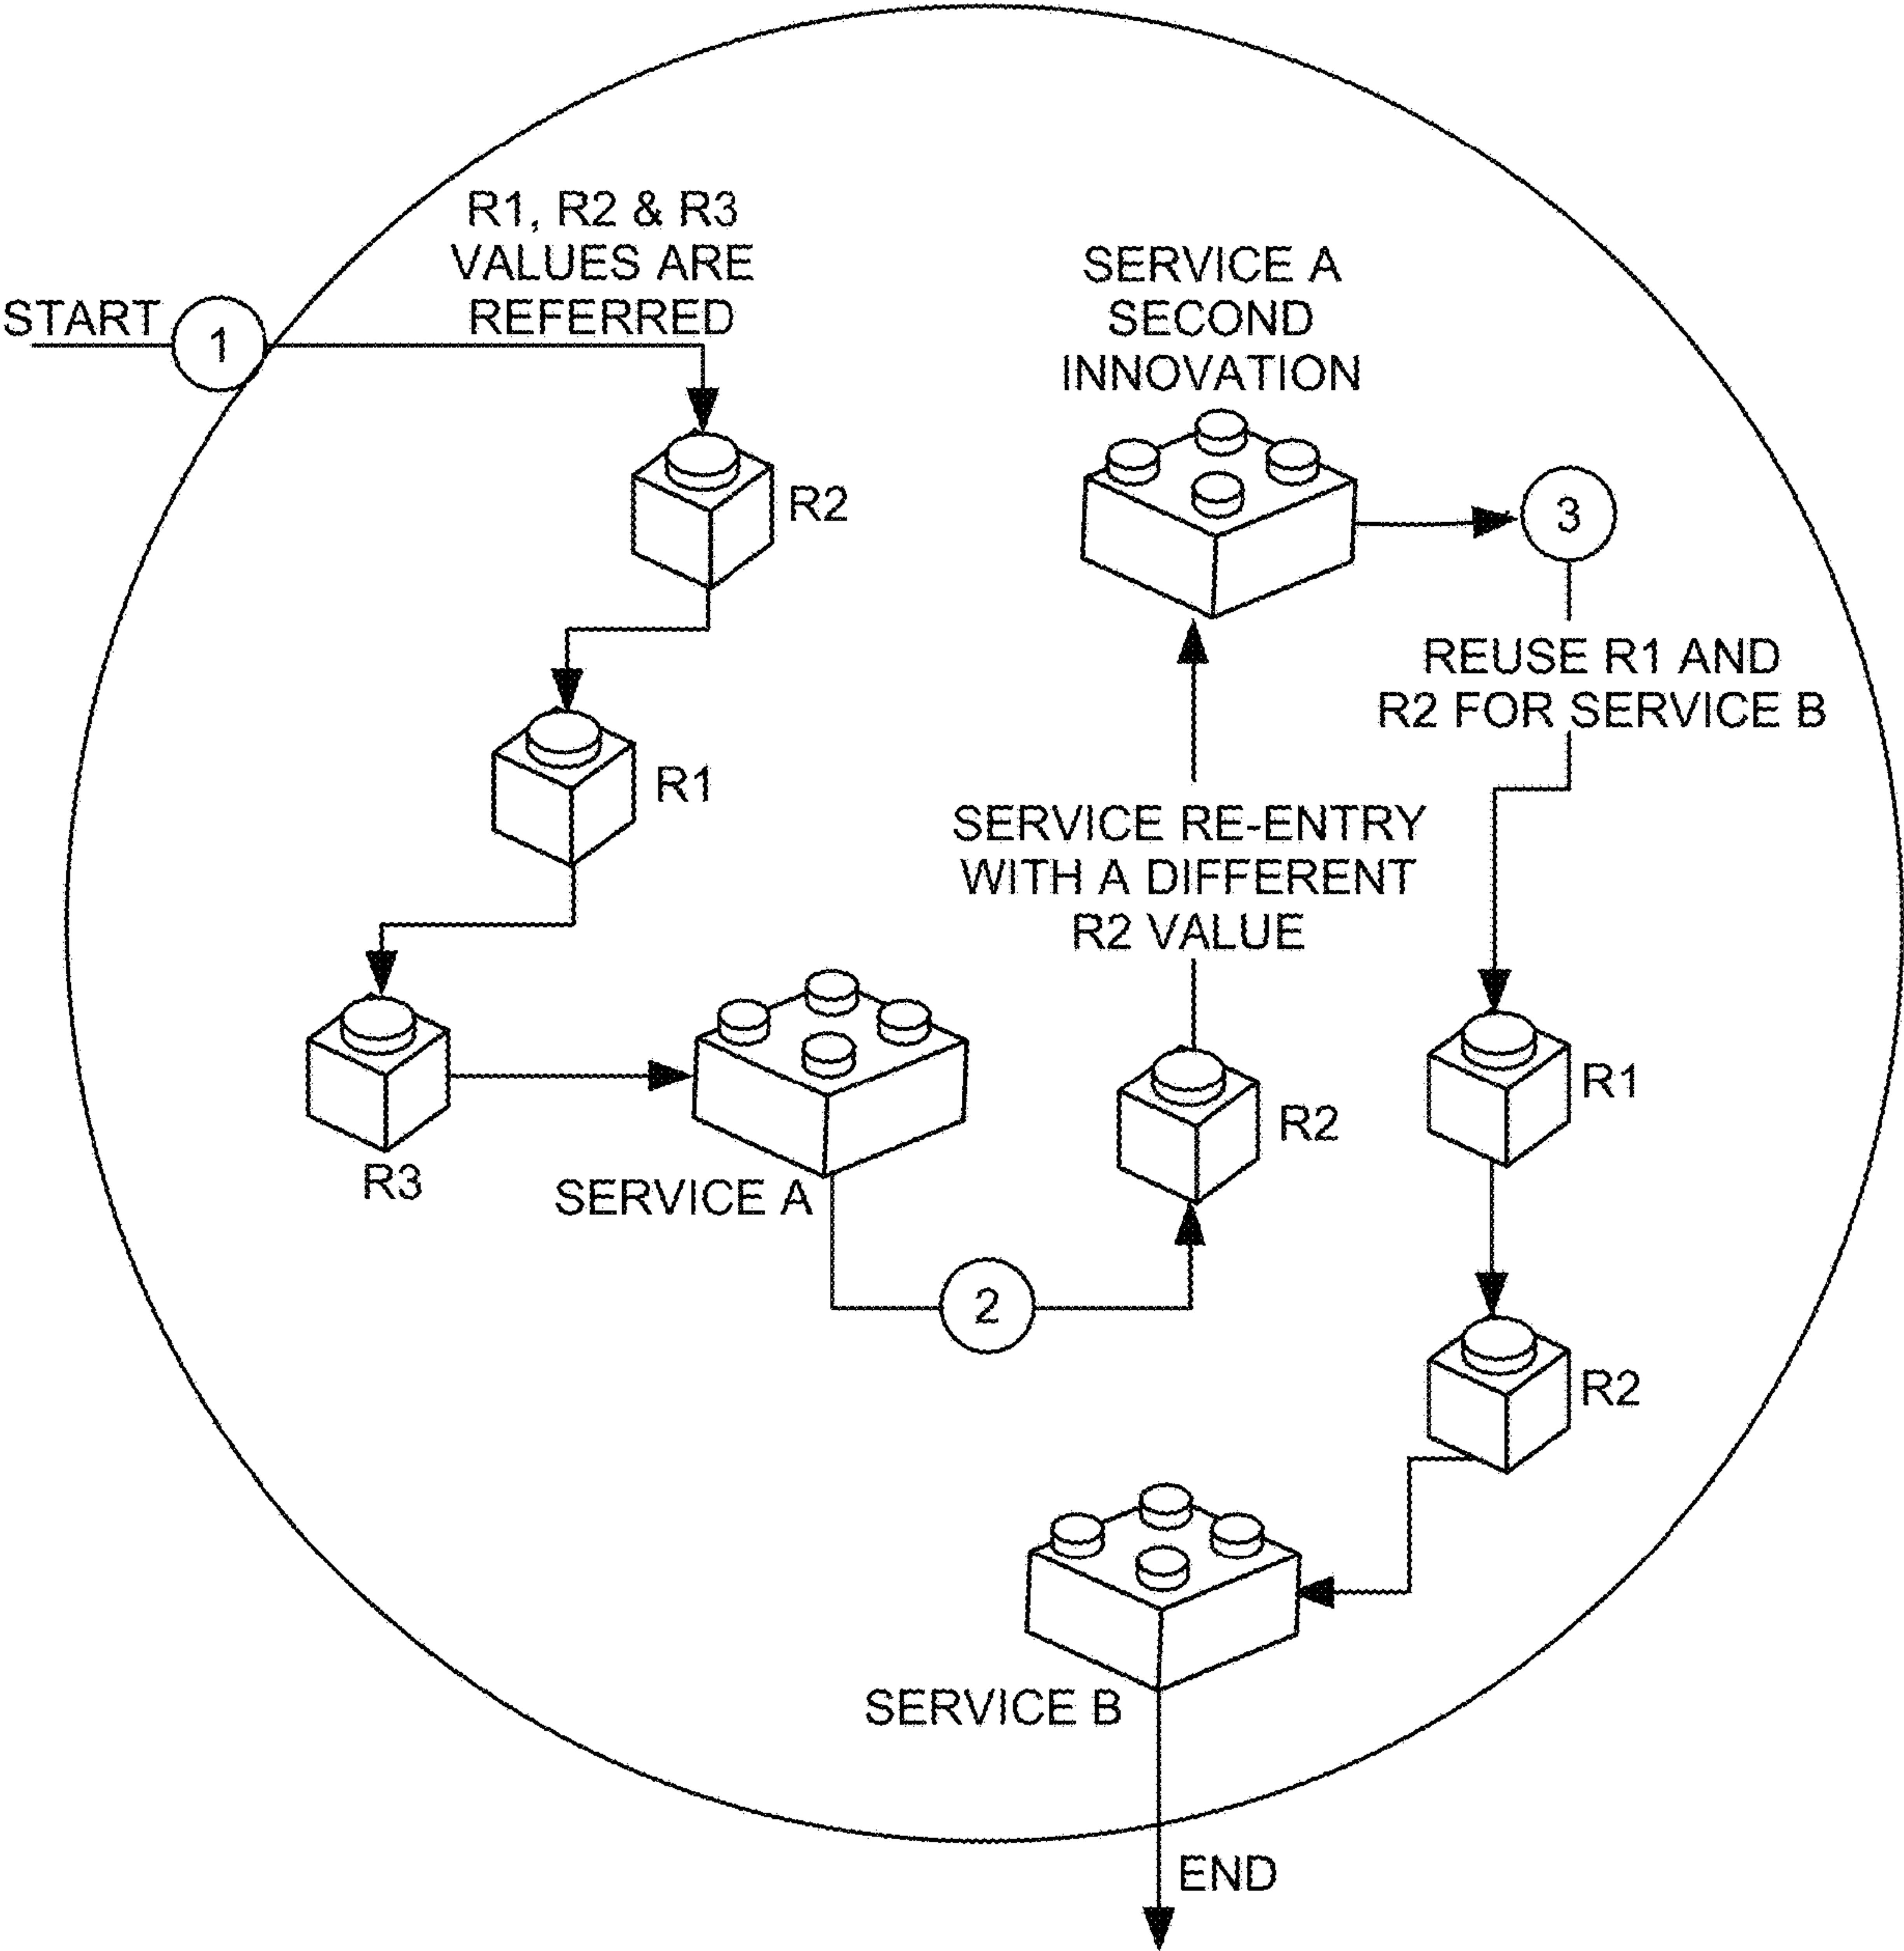 START
1
R1, R2 & R3
VALUES ARE
REFERRED
R2
R1
R3
SERVICE A
2
R2
SERVICE RE-ENTRY
WITH A DIFFERENT
R2 VALUE
SERVICE A
SECOND
INNOVATION
3
REUSE R1 AND
R2 FOR SERVICE B
R1
R2
SERVICE B
END